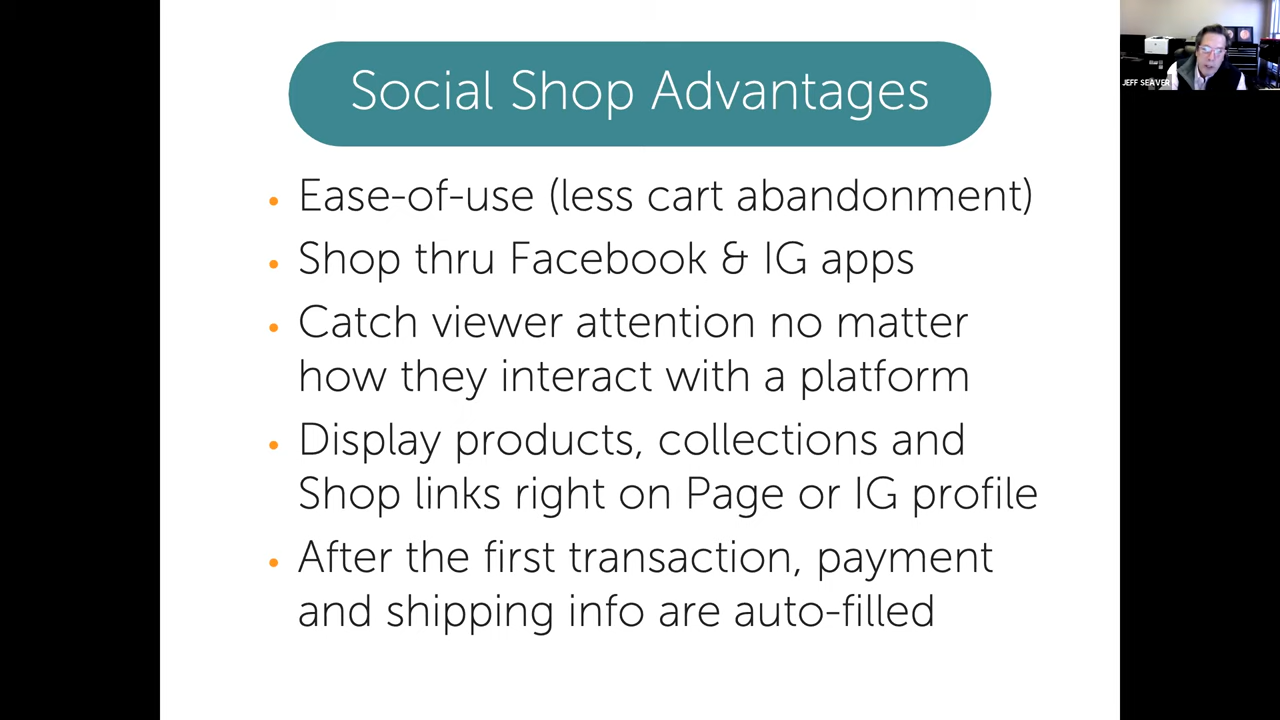 Social Shop Advantages
• Ease-of-use (less cart abandonment)
• Shop thru Facebook & IG apps
• Catch viewer attention no matter
how they interact with a platform
• Display products, collections and
Shop links right on Page or IG profile
• After the first transaction, payment
and shipping info are auto-filled
JEFF SEAVER